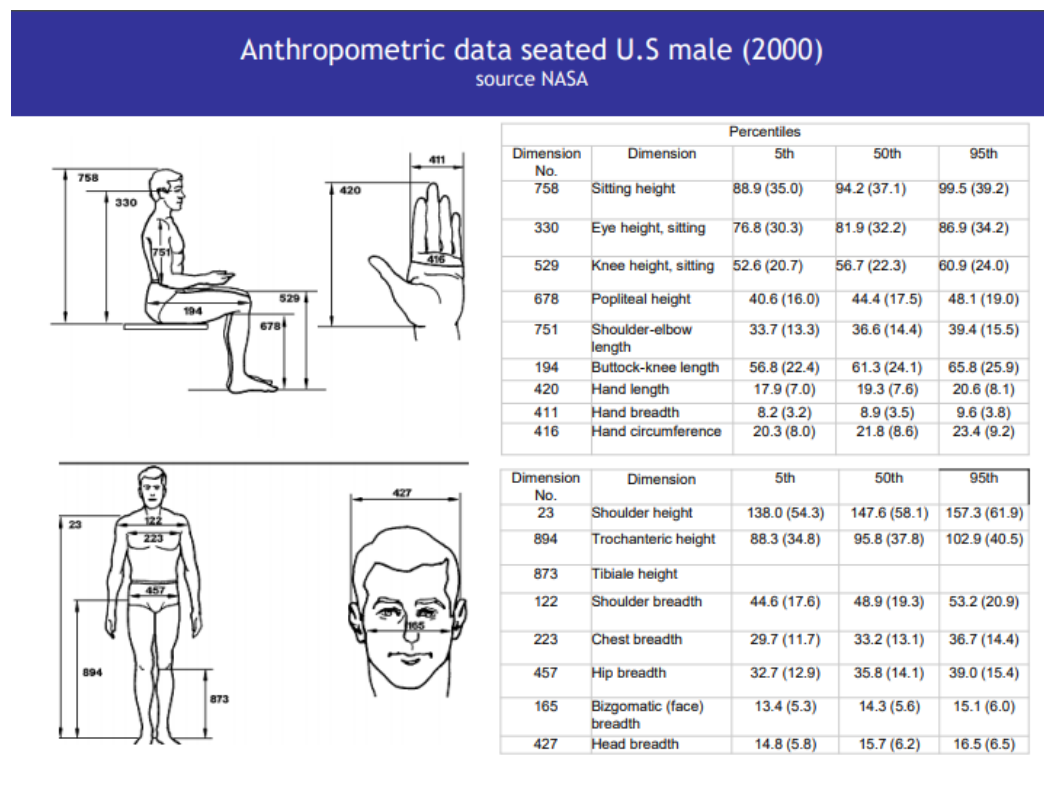 Anthropometric data seated U.S male (2000)
source NASA
758
330
751
194
529
678
411
420
416
Percentiles
Dimension No. Dimension 5th 50th 95th
758 Sitting height 88.9 (35.0) 94.2 (37.1) 99.5 (39.2)
330 Eye height, sitting 76.8 (30.3) 81.9 (32.2) 86.9 (34.2)
529 Knee height, sitting 52.6 (20.7) 56.7 (22.3) 60.9 (24.0)
678 Popliteal height 40.6 (16.0) 44.4 (17.5) 48.1 (19.0)
751 Shoulder-elbow length 33.7 (13.3) 36.6 (14.4) 39.4 (15.5)
194 Buttock-knee length 56.8 (22.4) 61.3 (24.1) 65.8 (25.9)
420 Hand length 17.9 (7.0) 19.3 (7.6) 20.6 (8.1)
411 Hand breadth 8.2 (3.2) 8.9 (3.5) 9.6 (3.8)
416 Hand circumference 20.3 (8.0) 21.8 (8.6) 23.4 (9.2)
23
122
223
457
894
873
427
165
Dimension No. Dimension 5th 50th 95th
23 Shoulder height 138.0 (54.3) 147.6 (58.1) 157.3 (61.9)
894 Trochanteric height 88.3 (34.8) 95.8 (37.8) 102.9 (40.5)
873 Tibiale height
122 Shoulder breadth 44.6 (17.6) 48.9 (19.3) 53.2 (20.9)
223 Chest breadth 29.7 (11.7) 33.2 (13.1) 36.7 (14.4)
457 Hip breadth 32.7 (12.9) 35.8 (14.1) 39.0 (15.4)
165 Bizgomatic (face) breadth 13.4 (5.3) 14.3 (5.6) 15.1 (6.0)
427 Head breadth 14.8 (5.8) 15.7 (6.2) 16.5 (6.5)